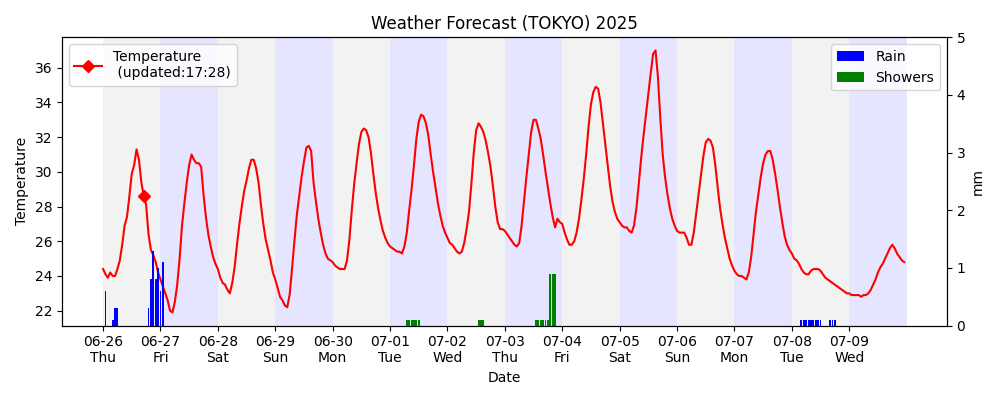 Weather Forecast (TOKYO) 2025
Temperature
(updated:17:28)
Rain
Showers
Temperature
36
34
32
30
28
26
24
22
5
4
3
2
1
0
mm
06-26 06-27 06-28 06-29 06-30 07-01 07-02 07-03 07-04 07-05 07-06 07-07 07-08 07-09
Thu Fri Sat Sun Mon Tue Wed Thu Fri Sat Sun Mon Tue Wed
Date